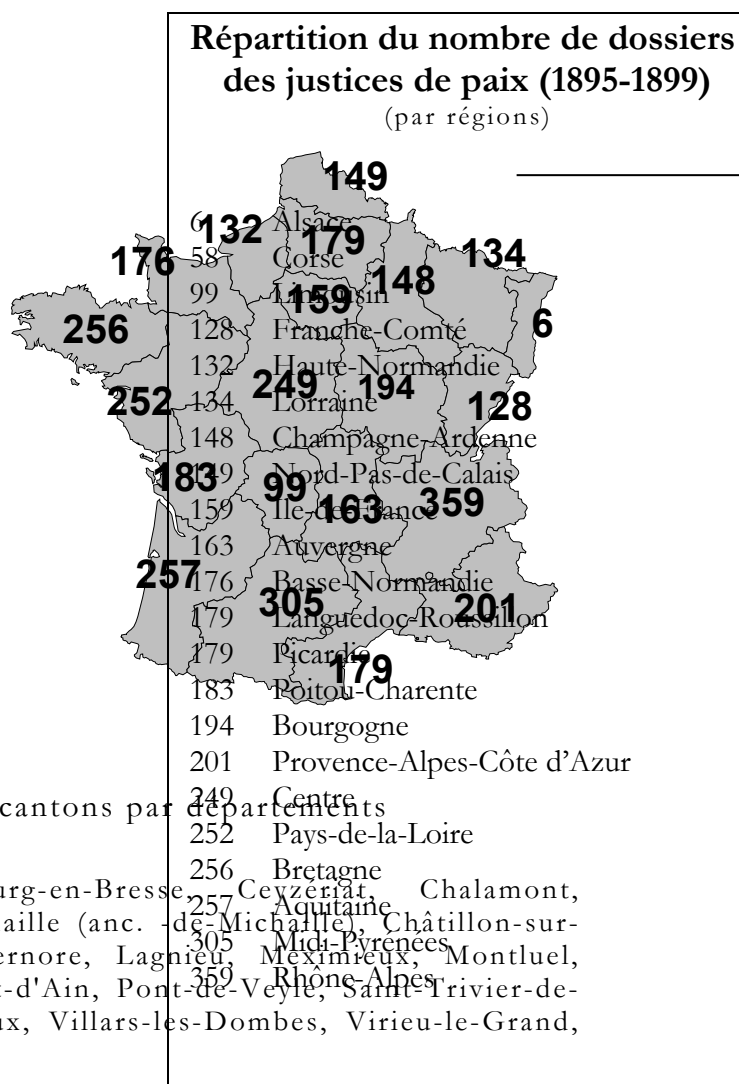 Répartition du nombre de dossiers
des justices de paix (1895-1899)
(par régions)
149
132
179
134
176
148
159
6
256
249
194
252
128
183
99
163
359
257
305
201
179
6 Alsace
58 Corse
99 Limousin
128 Franche-Comté
132 Haute-Normandie
134 Lorraine
148 Champagne-Ardenne
149 Nord-Pas-de-Calais
159 Ile-de-France
163 Auvergne
176 Basse-Normandie
179 Languedoc-Roussillon
179 Picardie
183 Poitou-Charente
194 Bourgogne
201 Provence-Alpes-Côte d’Azur
249 Centre
252 Pays-de-la-Loire
256 Bretagne
257 Aquitaine
305 Midi-Pyrénées
359 Rhône-Alpes
cantons par départements
urg-en-Bresse, Ceyzériat, Chalamont,
aille (anc. -de-Michaille), Châtillon-sur-
ernore, Lagnieu, Meximieux, Montluel,
t-d'Ain, Pont-de-Veyle, Saint-Trivier-de-
ux, Villars-les-Dombes, Virieu-le-Grand,